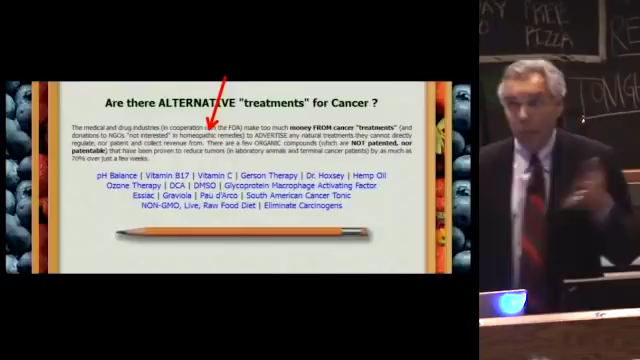 Are there ALTERNATIVE "treatments" for Cancer ?
The medical and drug industries (in cooperation with the FDA) make too much money FROM cancer "treatments" (and
donations to NGOs "not interested" in homeopathic remedies) to ADVERTISE any natural treatments they cannot directly
regulate, nor patent and collect revenue from. There are a few ORGANIC compounds (which are NOT patented, nor
patentable) that have been proven to reduce tumors (in laboratory animals and terminal cancer patients) by as much as
70% over just a few weeks.
pH Balance | Vitamin B17 | Vitamin C | Gerson Therapy | Dr. Hoxsey | Hemp Oil
Ozone Therapy | DCA | DMSO | Glycoprotein Macrophage Activating Factor
Essiac | Graviola | Pau d'Arco | South American Cancer Tonic
NON-GMO, Live, Raw Food Diet | Eliminate Carcinogens
FREE
PIZZA
RE
TONIGH